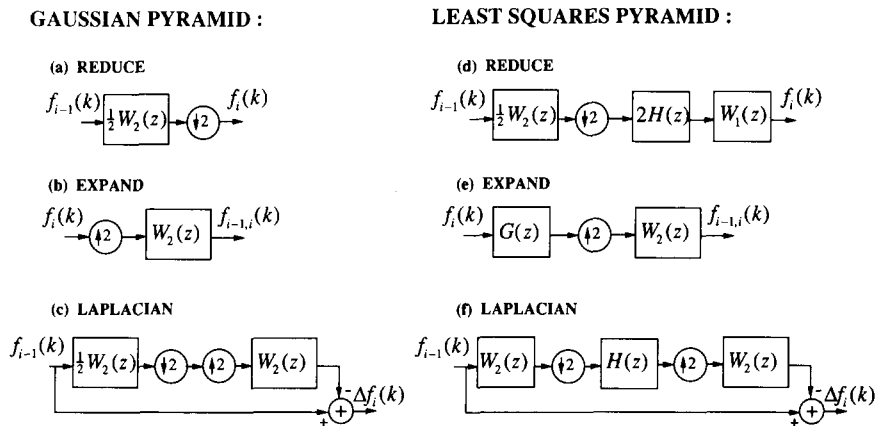 GAUSSIAN PYRAMID :
(a) REDUCE
f_{i-1}(k) ½W_2(z) ↓2 f_i(k)
(b) EXPAND
f_i(k) ↑2 W_2(z) f_{i-1,i}(k)
(c) LAPLACIAN
f_{i-1}(k) ½W_2(z) ↓2 ↑2 W_2(z)
- + + Δf_i(k)
LEAST SQUARES PYRAMID :
(d) REDUCE
f_{i-1}(k) ½W_2(z) ↓2 2H(z) W_1(z) f_i(k)
(e) EXPAND
f_i(k) G(z) ↑2 W_2(z) f_{i-1,i}(k)
(f) LAPLACIAN
f_{i-1}(k) W_2(z) ↓2 H(z) ↑2 W_2(z)
- + + Δf_i(k)